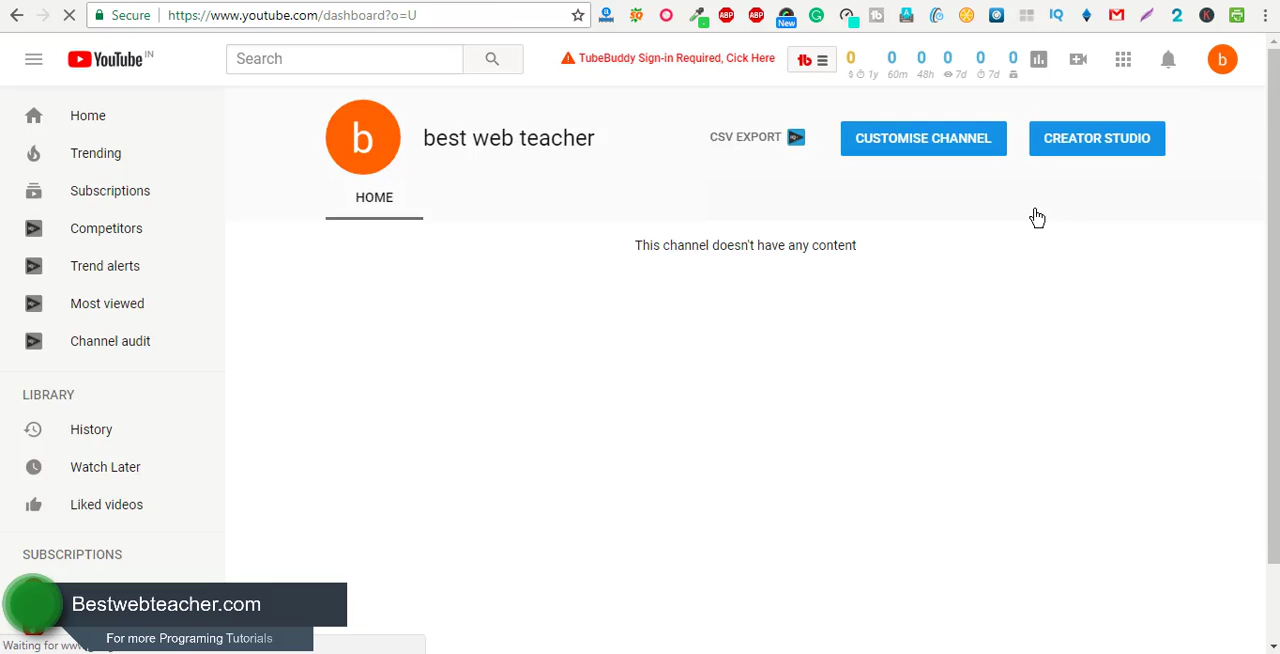 Secure https://www.youtube.com/dashboard?o=U
ABP ABP New IQ 2 K
YouTube IN
Search
TubeBuddy Sign-in Required, Cick Here
0 0 0 0 0 0
1y 60m 48h 7d 7d
b
b
best web teacher
CSV EXPORT
CUSTOMISE CHANNEL
CREATOR STUDIO
HOME
This channel doesn't have any content
Home
Trending
Subscriptions
Competitors
Trend alerts
Most viewed
Channel audit
LIBRARY
History
Watch Later
Liked videos
SUBSCRIPTIONS
Bestwebteacher.com
For more Programing Tutorials
Waiting for